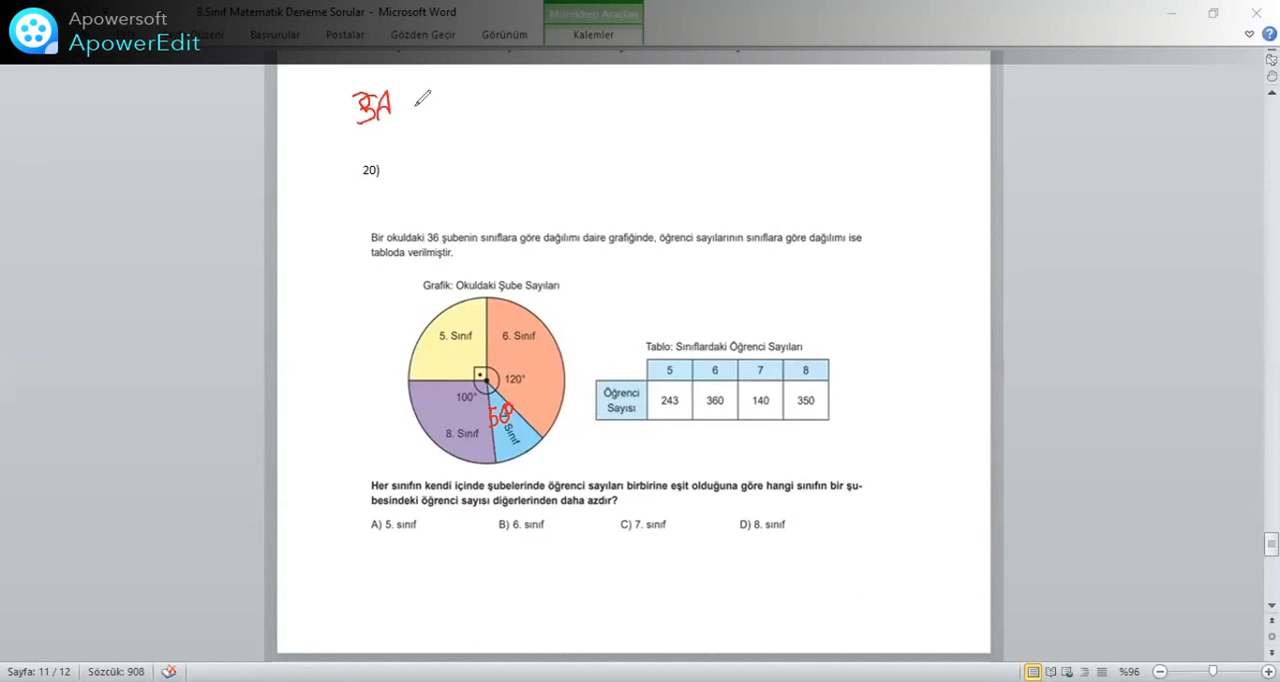 8.Sınıf Matematik Deneme Sorular - Microsoft Word
Mürekkep Araçları
Apowersoft
ApowerEdit
Başvurular Postalar Gözden Geçir Görünüm Kalemler
20)
Bir okuldaki 36 şubenin sınıflara göre dağılımı daire grafiğinde, öğrenci sayılarının sınıflara göre dağılımı ise
tabloda verilmiştir.
Grafik: Okuldaki Şube Sayıları
5. Sınıf 6. Sınıf
120°
100°
50°
8. Sınıf
Sınıf
Tablo: Sınıflardaki Öğrenci Sayıları
5 6 7 8
Öğrenci
Sayısı
243 360 140 350
Her sınıfın kendi içinde şubelerinde öğrenci sayıları birbirine eşit olduğuna göre hangi sınıfın bir şu-
besindeki öğrenci sayısı diğerlerinden daha azdır?
A) 5. sınıf B) 6. sınıf C) 7. sınıf D) 8. sınıf
Sayfa: 11 / 12 Sözcük: 908 %96